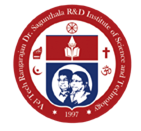 Vel Tech Rangarajan Dr. Sagunthala R&D Institute of Science and Technology
• 1997 •